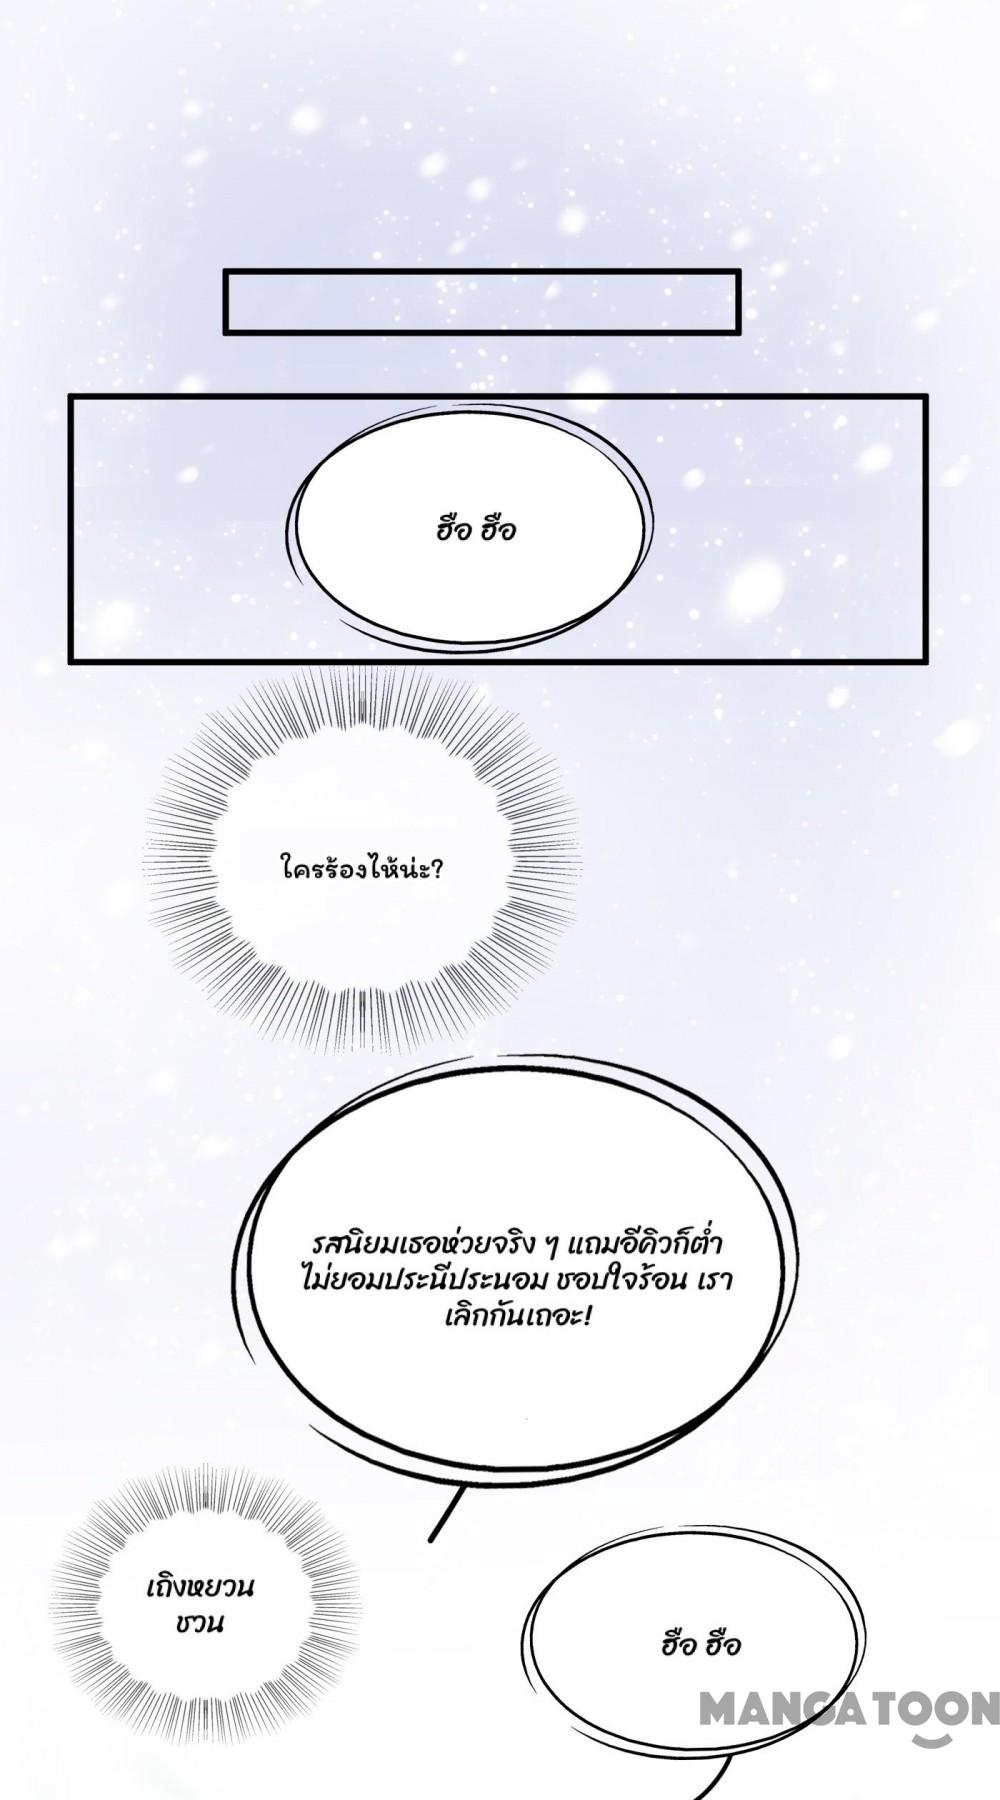 ฮือ ฮือ
ใครร้องไห้น่ะ?
รสนิยมเธอห่วยจริง ๆ แถมอีคิวก็ต่ำ
ไม่ยอมประนีประนอม ชอบใจร้อน เรา
เลิกกันเถอะ!
เถิงหยวน
ชวน
ฮือ ฮือ
MANGATOON